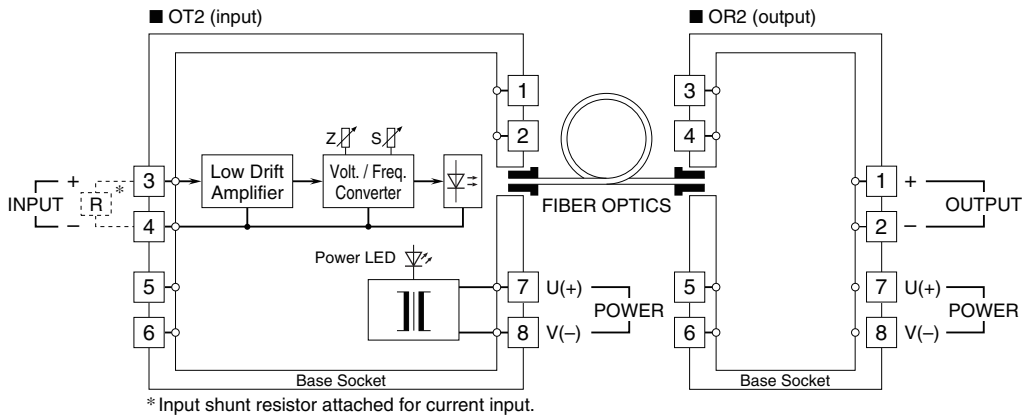 ■ OT2 (input)
■ OR2 (output)
1
2
3
4
Z
S
Low Drift
Amplifier
Volt. / Freq.
Converter
INPUT
+
–
R
*
3
4
5
6
Power LED
7
8
U(+)
V(–)
POWER
FIBER OPTICS
1
2
+
–
OUTPUT
5
6
7
8
U(+)
V(–)
POWER
Base Socket
Base Socket
* Input shunt resistor attached for current input.